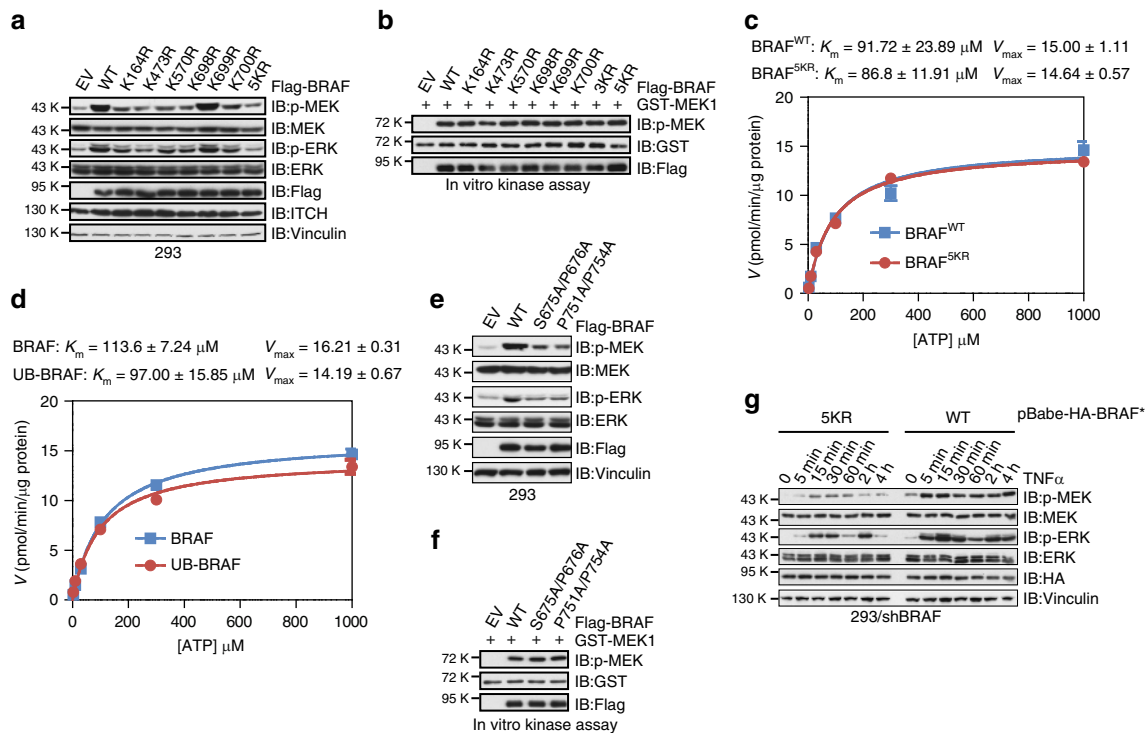 a
EV WT K164R K473R K570R K698R K699R K700R 5KR
Flag-BRAF
43 K IB:p-MEK
43 K IB:MEK
43 K IB:p-ERK
43 K IB:ERK
95 K IB:Flag
130 K IB:ITCH
130 K IB:Vinculin
293
b
EV WT K164R K473R K570R K698R K699R K700R 3KR 5KR
Flag-BRAF
+ + + + + + + + + + GST-MEK1
72 K IB:p-MEK
72 K IB:GST
95 K IB:Flag
In vitro kinase assay
c
BRAF^WT: Km = 91.72 ± 23.89 μM Vmax = 15.00 ± 1.11
BRAF^5KR: Km = 86.8 ± 11.91 μM Vmax = 14.64 ± 0.57
V (pmol/min/μg protein)
20
15
10
5
0
BRAF^WT
BRAF^5KR
0 200 400 600 800 1000
[ATP] μM
d
BRAF: Km = 113.6 ± 7.24 μM Vmax = 16.21 ± 0.31
UB-BRAF: Km = 97.00 ± 15.85 μM Vmax = 14.19 ± 0.67
V (pmol/min/μg protein)
20
15
10
5
0
BRAF
UB-BRAF
0 200 400 600 800 1000
[ATP] μM
e
EV WT S675A/P676A P751A/P754A
Flag-BRAF
43 K IB:p-MEK
43 K IB:MEK
43 K IB:p-ERK
43 K IB:ERK
95 K IB:Flag
130 K IB:Vinculin
293
f
EV WT S675A/P676A P751A/P754A
Flag-BRAF
+ + + + GST-MEK1
72 K IB:p-MEK
72 K IB:GST
95 K IB:Flag
In vitro kinase assay
g
5KR WT pBabe-HA-BRAF*
0 5 min 15 min 30 min 60 min 2 h 4 h 0 5 min 15 min 30 min 60 min 2 h 4 h
TNFα
43 K IB:p-MEK
43 K IB:MEK
43 K IB:p-ERK
43 K IB:ERK
95 K IB:HA
130 K IB:Vinculin
293/shBRAF